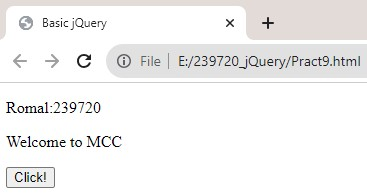 Basic jQuery
File | E:/239720_jQuery/Pract9.html
Romal:239720
Welcome to MCC
Click!